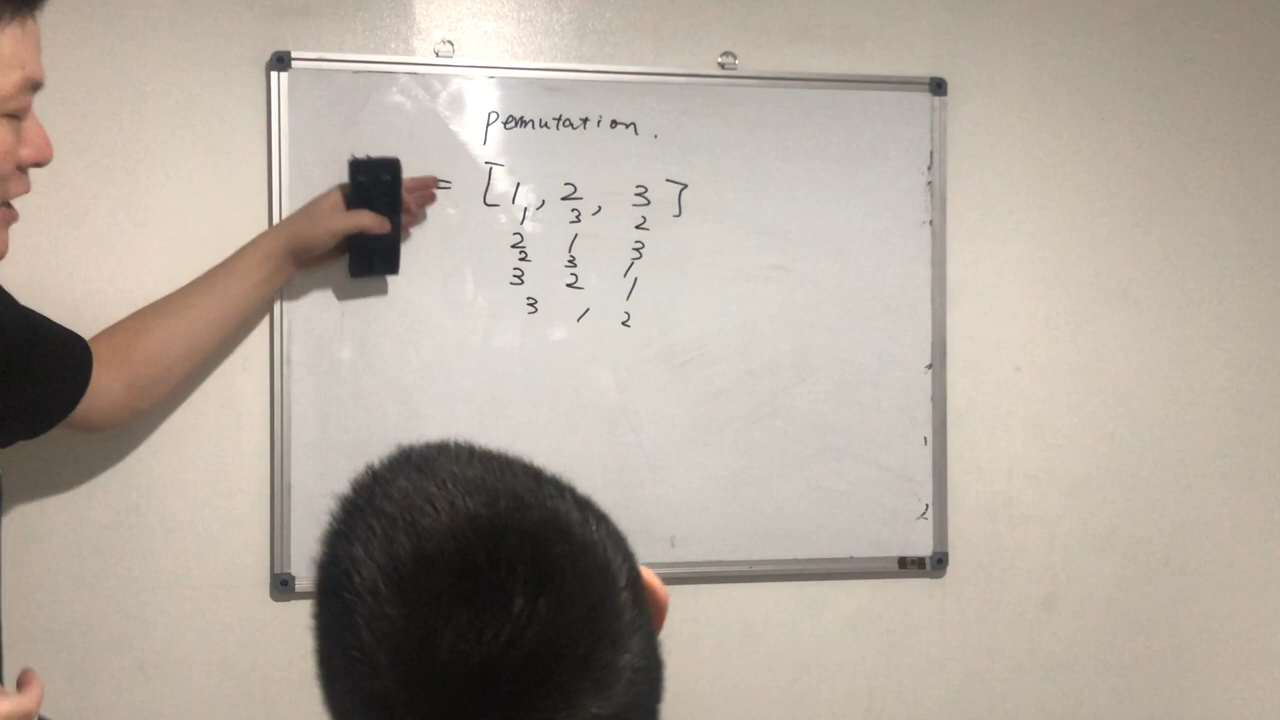 permutation.
= [1, 2, 3]
1 3, 2
2 1 3
2 3 1
3 2 1
3 1 2
2